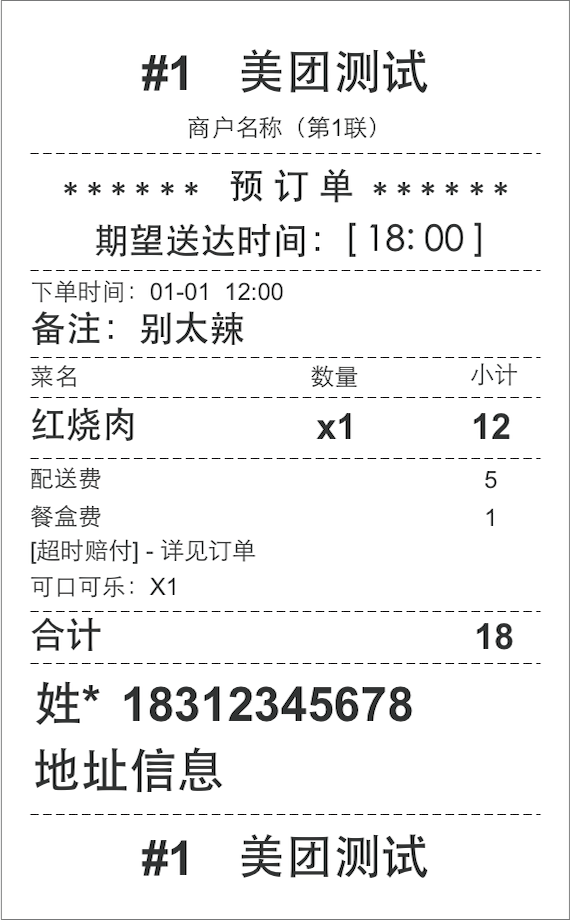 #1 美团测试
商户名称（第1联）
****** 预订单 ******
期望送达时间：[18:00]
下单时间：01-01 12:00
备注：别太辣
菜名 数量 小计
红烧肉 x1 12
配送费 5
餐盒费 1
[超时赔付] - 详见订单
可口可乐：X1
合计 18
姓* 18312345678
地址信息
#1 美团测试